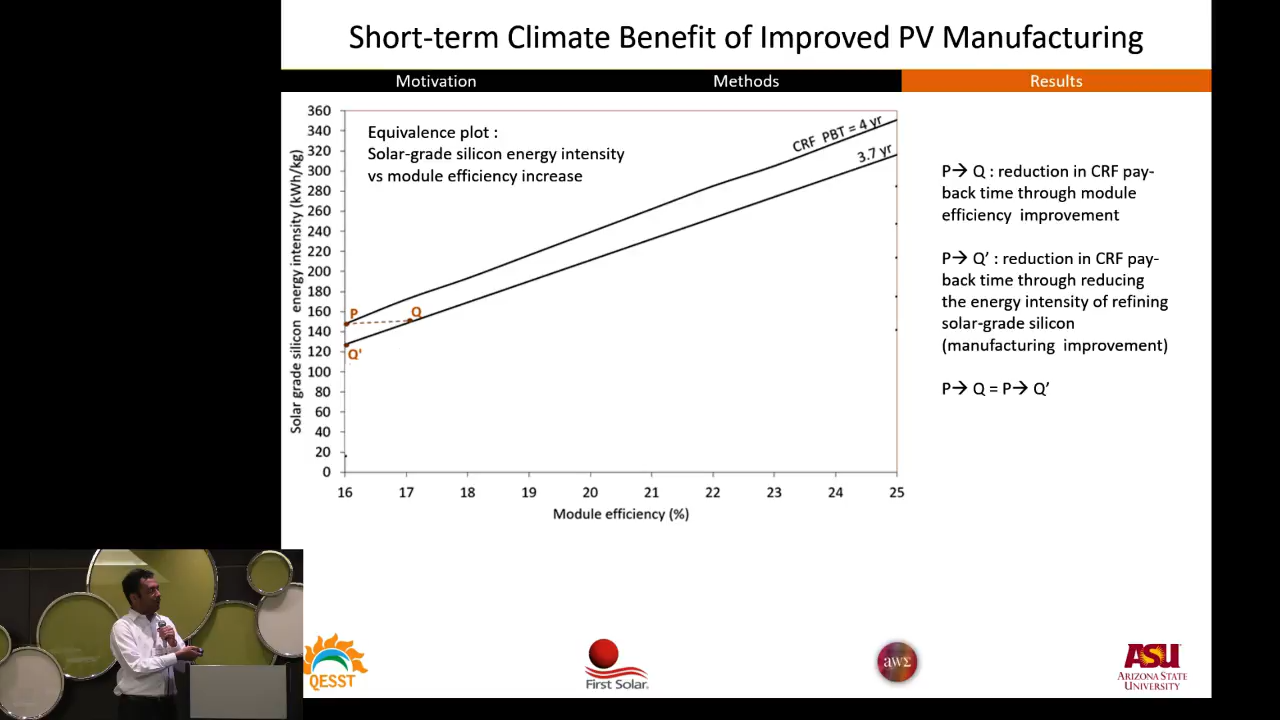 Short-term Climate Benefit of Improved PV Manufacturing
Motivation
Methods
Results
Equivalence plot :
Solar-grade silicon energy intensity
vs module efficiency increase
CRF PBT = 4 yr
3.7 yr
Solar grade silicon energy intensity (kWh/kg)
360
340
320
300
280
260
240
220
200
180
160
140
120
100
80
60
40
20
0
P
Q
Q'
16 17 18 19 20 21 22 23 24 25
Module efficiency (%)
P→ Q : reduction in CRF pay-
back time through module
efficiency improvement
P→ Q’ : reduction in CRF pay-
back time through reducing
the energy intensity of refining
solar-grade silicon
(manufacturing improvement)
P→ Q = P→ Q’
QESST
First Solar.
awΣ
ASU
ARIZONA STATE
UNIVERSITY